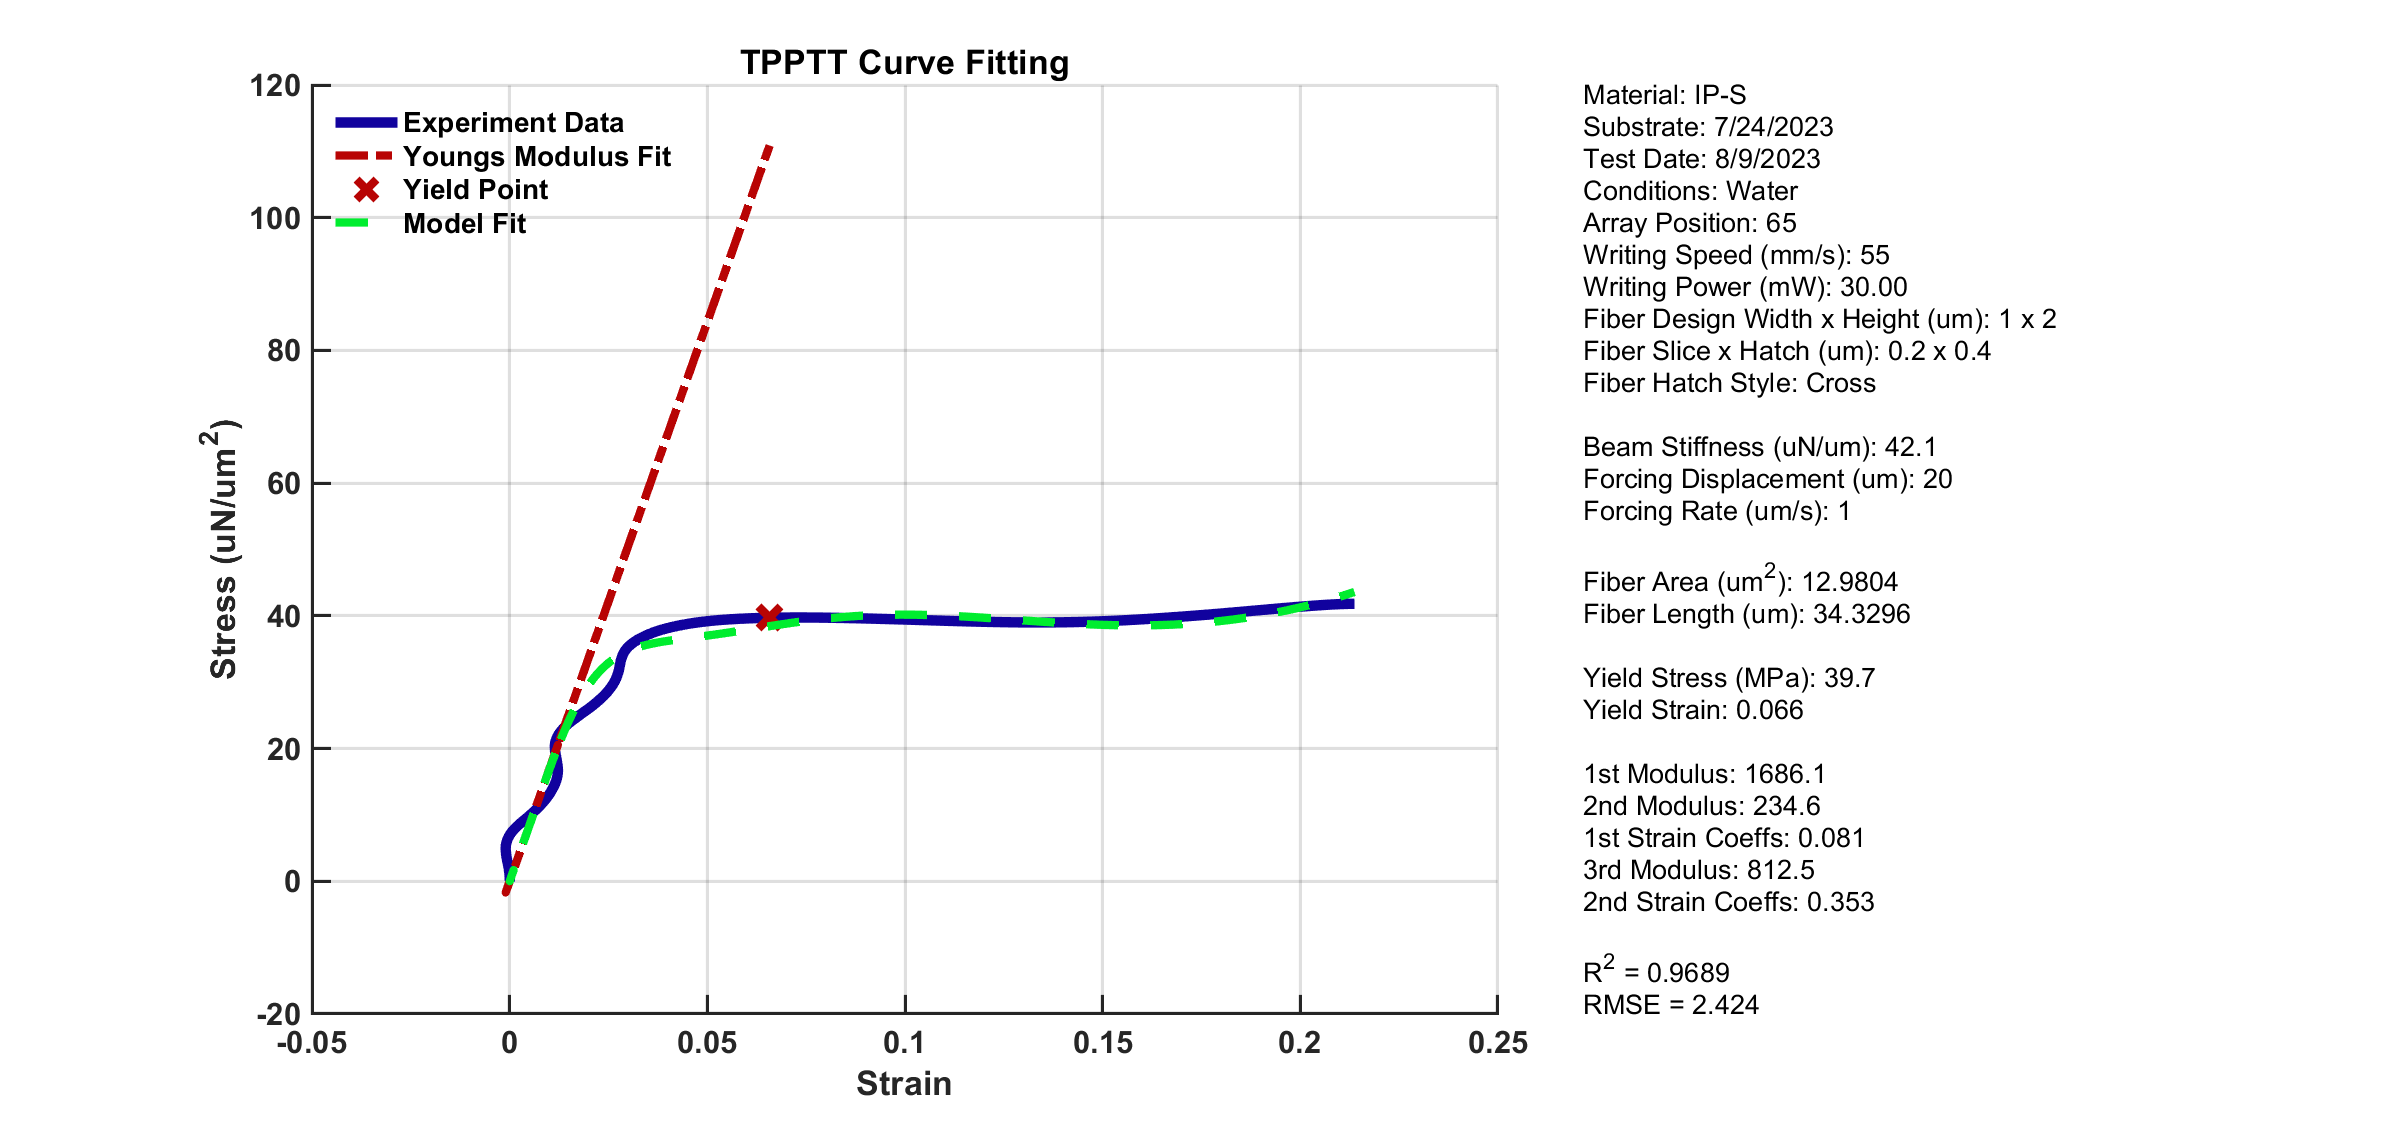 TPPTT Curve Fitting
120
100
80
60
40
20
0
-20
Stress (uN/um²)
Experiment Data
Youngs Modulus Fit
Yield Point
Model Fit
-0.05
0
0.05
0.1
0.15
0.2
0.25
Strain
Material: IP-S
Substrate: 7/24/2023
Test Date: 8/9/2023
Conditions: Water
Array Position: 65
Writing Speed (mm/s): 55
Writing Power (mW): 30.00
Fiber Design Width x Height (um): 1 x 2
Fiber Slice x Hatch (um): 0.2 x 0.4
Fiber Hatch Style: Cross
Beam Stiffness (uN/um): 42.1
Forcing Displacement (um): 20
Forcing Rate (um/s): 1
Fiber Area (um²): 12.9804
Fiber Length (um): 34.3296
Yield Stress (MPa): 39.7
Yield Strain: 0.066
1st Modulus: 1686.1
2nd Modulus: 234.6
1st Strain Coeffs: 0.081
3rd Modulus: 812.5
2nd Strain Coeffs: 0.353
R² = 0.9689
RMSE = 2.424